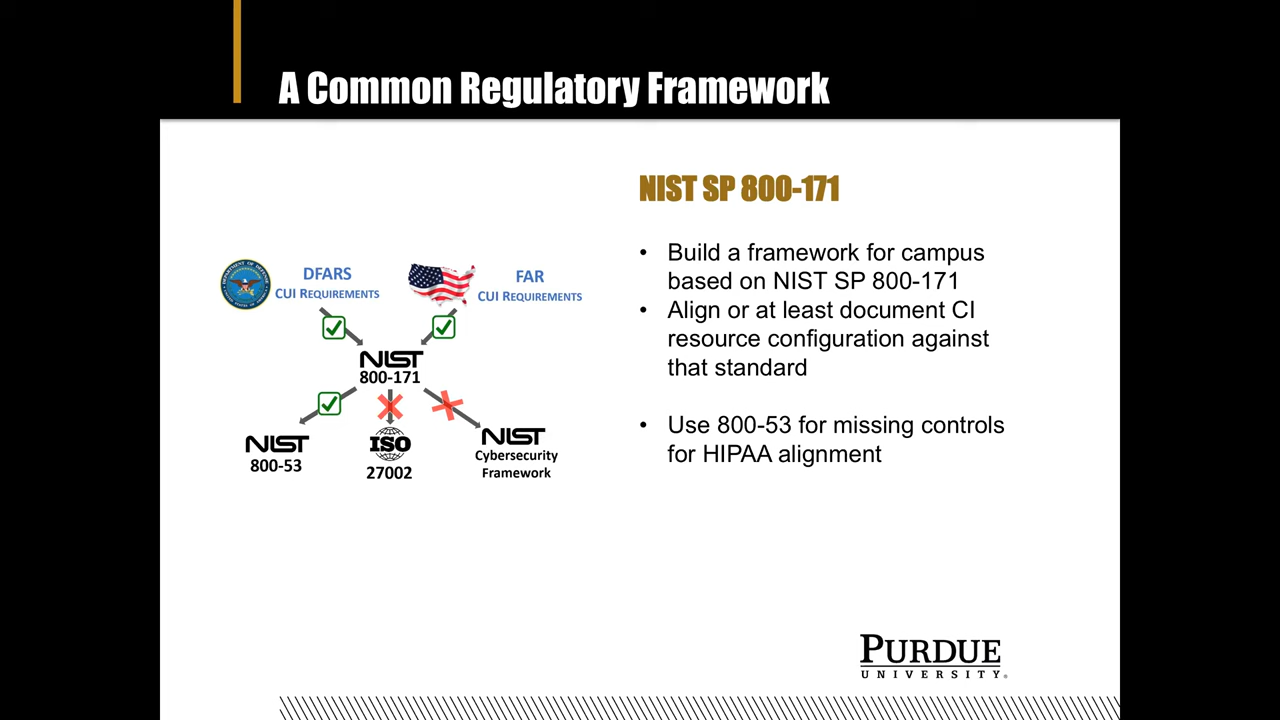 A Common Regulatory Framework
NIST SP 800-171
• Build a framework for campus
based on NIST SP 800-171
• Align or at least document CI
resource configuration against
that standard
• Use 800-53 for missing controls
for HIPAA alignment
DFARS
CUI REQUIREMENTS
FAR
CUI REQUIREMENTS
NIST
800-171
NIST
800-53
ISO
27002
NIST
Cybersecurity
Framework
PURDUE
UNIVERSITY®